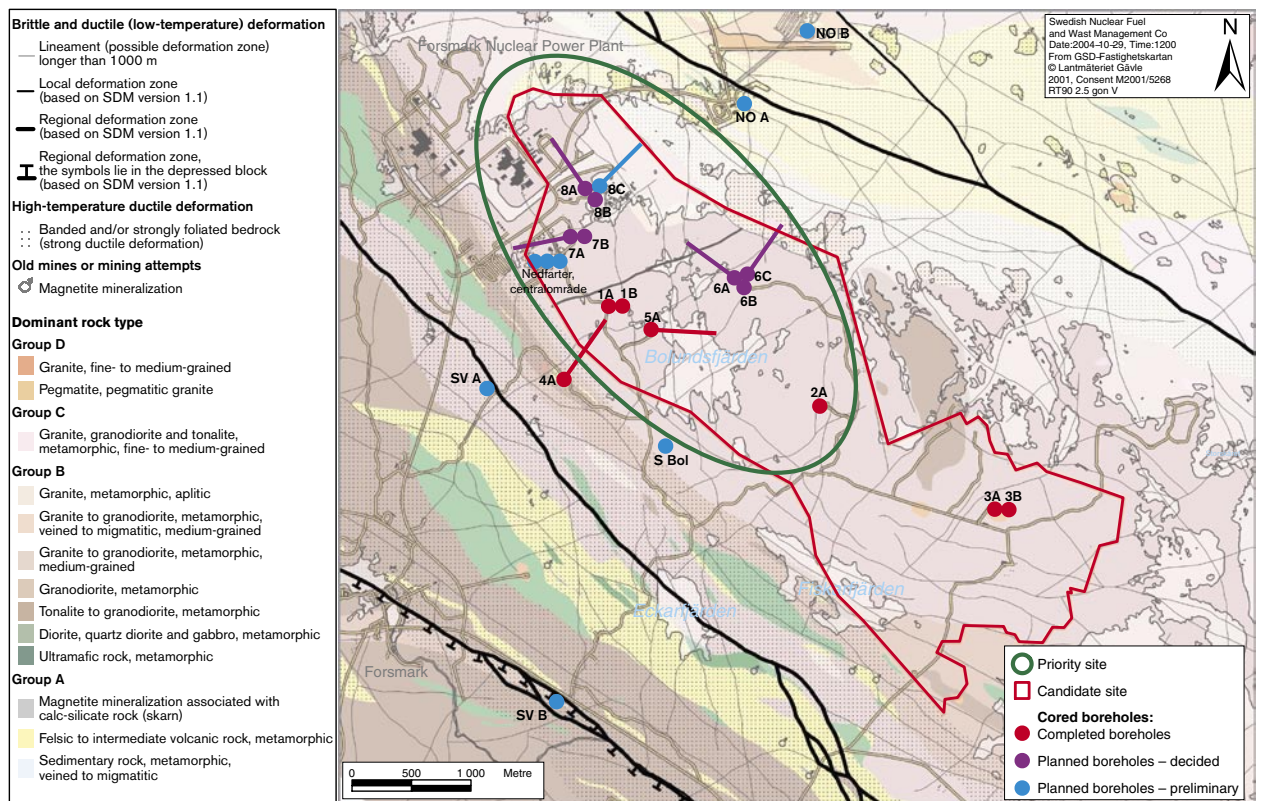 Brittle and ductile (low-temperature) deformation
Lineament (possible deformation zone)
longer than 1000 m
Local deformation zone
(based on SDM version 1.1)
Regional deformation zone
(based on SDM version 1.1)
Regional deformation zone,
the symbols lie in the depressed block
(based on SDM version 1.1)
High-temperature ductile deformation
Banded and/or strongly foliated bedrock
(strong ductile deformation)
Old mines or mining attempts
Magnetite mineralization
Dominant rock type
Group D
Granite, fine- to medium-grained
Pegmatite, pegmatitic granite
Group C
Granite, granodiorite and tonalite,
metamorphic, fine- to medium-grained
Group B
Granite, metamorphic, aplitic
Granite to granodiorite, metamorphic,
veined to migmatitic, medium-grained
Granite to granodiorite, metamorphic,
medium-grained
Granodiorite, metamorphic
Tonalite to granodiorite, metamorphic
Diorite, quartz diorite and gabbro, metamorphic
Ultramafic rock, metamorphic
Group A
Magnetite mineralization associated with
calc-silicate rock (skarn)
Felsic to intermediate volcanic rock, metamorphic
Sedimentary rock, metamorphic,
veined to migmatitic
Forsmark Nuclear Power Plant
NO B
NO A
Swedish Nuclear Fuel
and Wast Management Co
Date:2004-10-29, Time:1200
From GSD-Fastighetskartan
© Lantmäteriet Gävle
2001, Consent M2001/5268
RT90 2.5 gon V
N
8A
8C
8B
7B
7A
Nedfarter,
centralområde
6C
6A
6B
1A 1B
5A
Bolundsfjärden
4A
SV A
2A
S Bol
3A 3B
Fiskarfjärden
Eckarfjärden
Forsmark
SV B
0 500 1 000 Metre
Priority site
Candidate site
Cored boreholes:
Completed boreholes
Planned boreholes – decided
Planned boreholes – preliminary